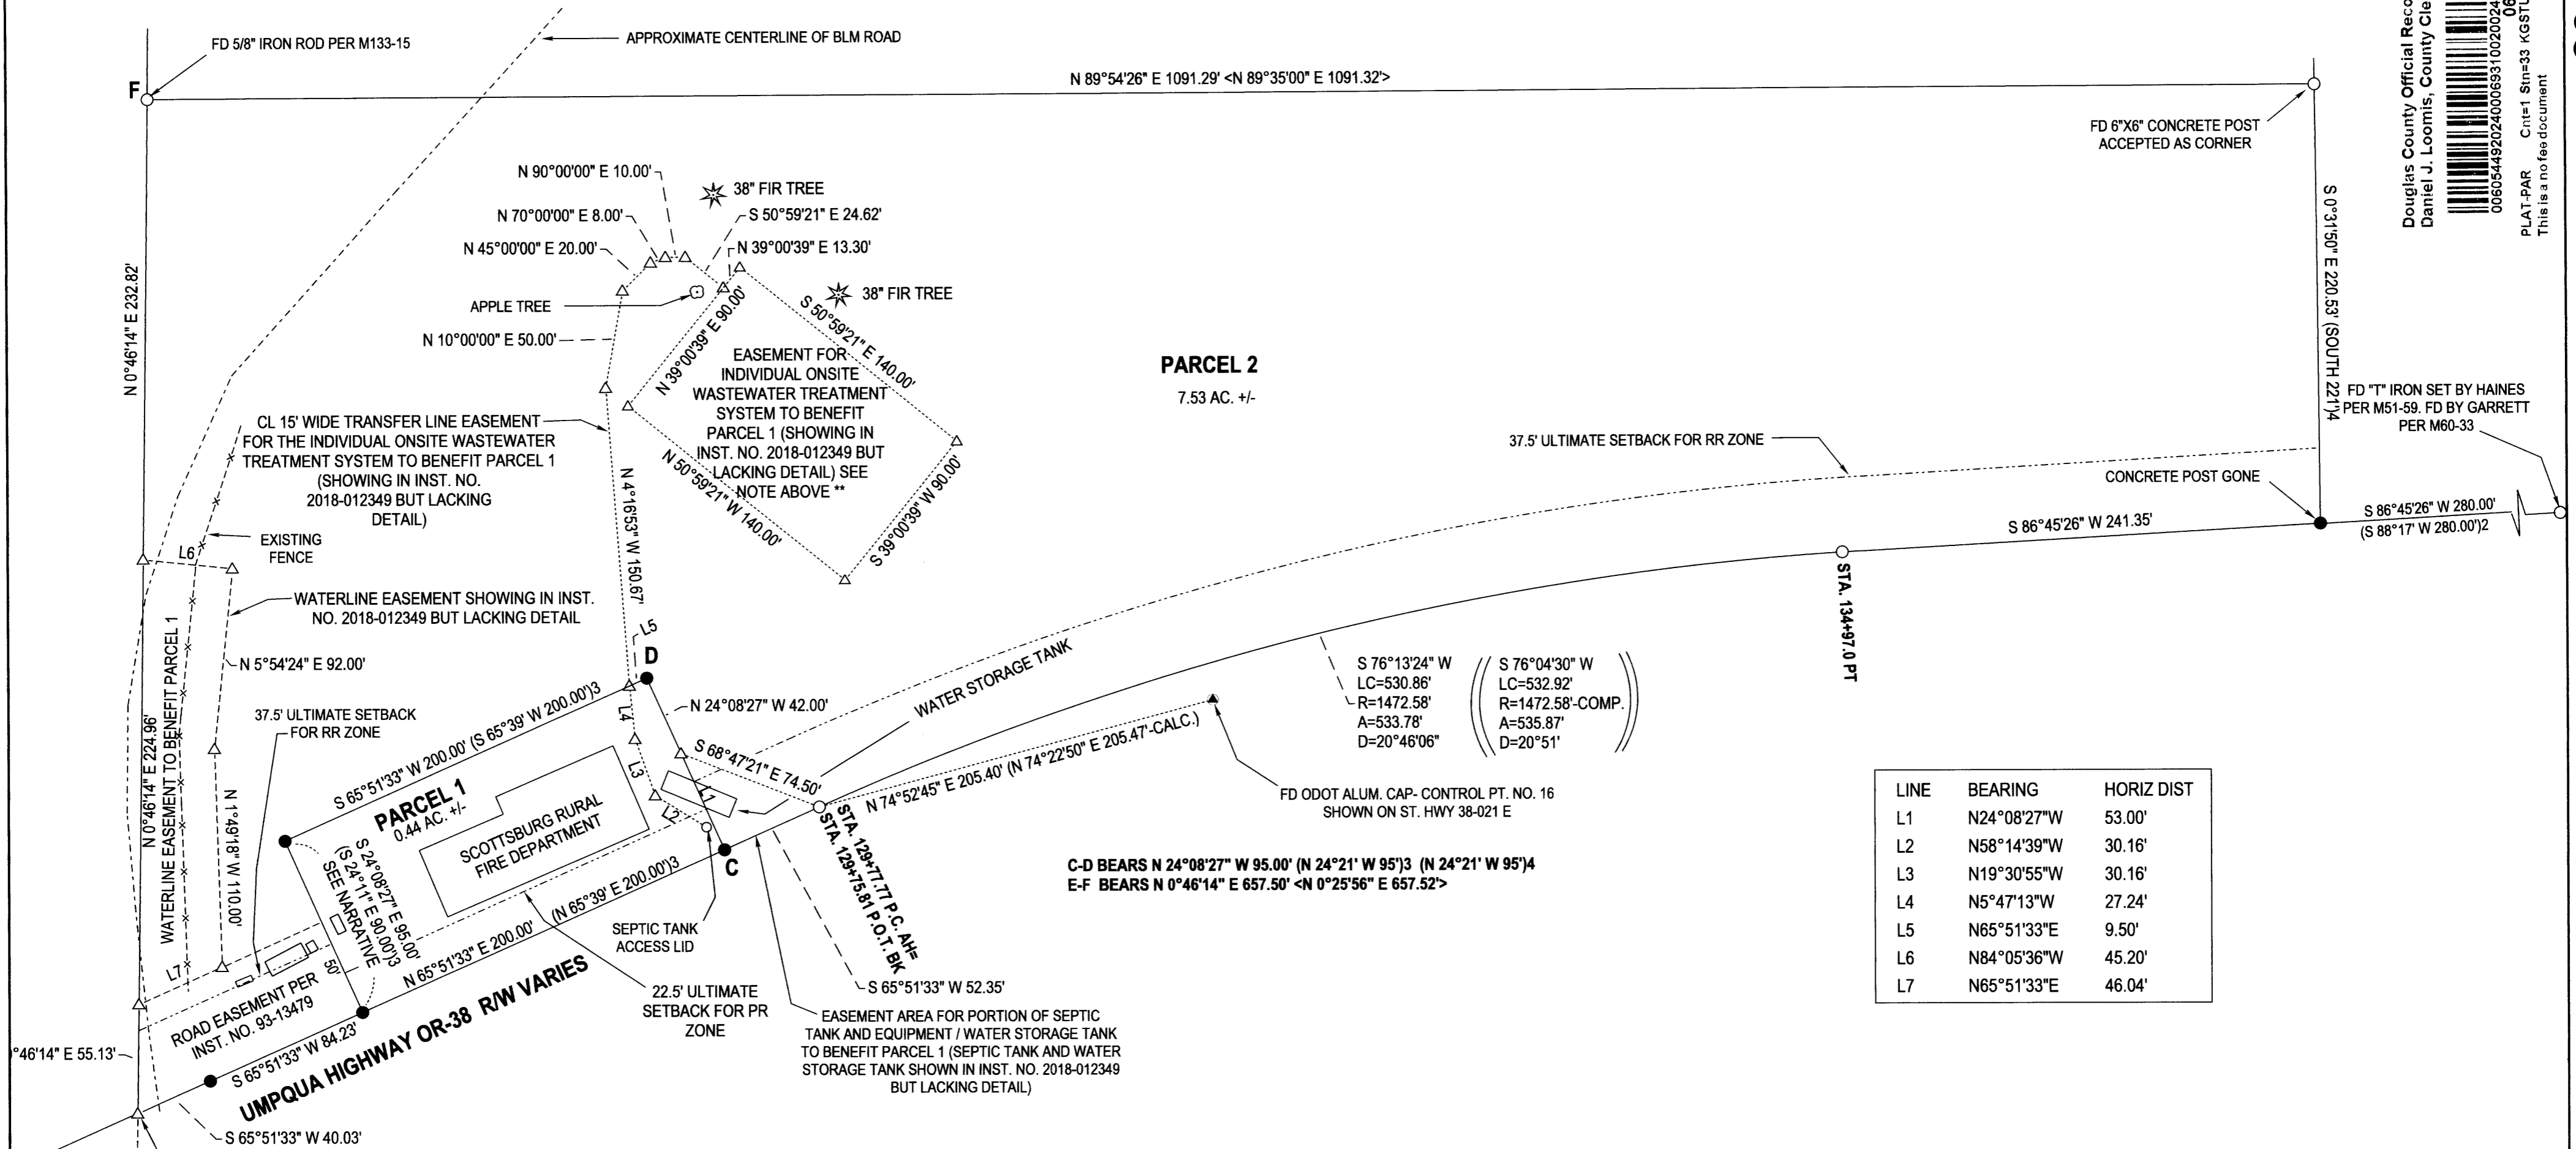 FD 5/8" IRON ROD PER M133-15
APPROXIMATE CENTERLINE OF BLM ROAD
F
N 89°54'26" E 1091.29' <N 89°35'00" E 1091.32'>
FD 6"X6" CONCRETE POST
ACCEPTED AS CORNER
Douglas County Official Reco
Daniel J. Loomis, County Cle
PLAT-PAR Cnt=1 Stn=33 KGSTU
This is a no fee document
N 90°00'00" E 10.00'
38" FIR TREE
N 70°00'00" E 8.00'
S 50°59'21" E 24.62'
N 45°00'00" E 20.00'
N 39°00'39" E 13.30'
APPLE TREE
38" FIR TREE
N 10°00'00" E 50.00'
N 0°46'14" E 232.82'
S 0°31'50" E 220.53' (SOUTH 221')4
N 39°00'39" E 90.00'
S 50°59'21" E 140.00'
EASEMENT FOR
INDIVIDUAL ONSITE
WASTEWATER TREATMENT
SYSTEM TO BENEFIT
PARCEL 1 (SHOWING IN
INST. NO. 2018-012349 BUT
LACKING DETAIL) SEE
NOTE ABOVE **
N 50°59'21" W 140.00'
S 39°00'39" W 90.00'
PARCEL 2
7.53 AC. +/-
FD "T" IRON SET BY HAINES
PER M51-59. FD BY GARRETT
PER M60-33
CL 15' WIDE TRANSFER LINE EASEMENT
FOR THE INDIVIDUAL ONSITE WASTEWATER
TREATMENT SYSTEM TO BENEFIT PARCEL 1
(SHOWING IN INST. NO.
2018-012349 BUT LACKING
DETAIL)
37.5' ULTIMATE SETBACK FOR RR ZONE
CONCRETE POST GONE
S 86°45'26" W 280.00'
(S 88°17' W 280.00')2
S 86°45'26" W 241.35'
STA. 134+97.0 PT
N 4°16'53" W 150.67'
L6
EXISTING
FENCE
WATERLINE EASEMENT SHOWING IN INST.
NO. 2018-012349 BUT LACKING DETAIL
N 5°54'24" E 92.00'
WATERLINE EASEMENT TO BENEFIT PARCEL 1
N 0°46'14" E 224.96'
37.5' ULTIMATE SETBACK
FOR RR ZONE
N 1°49'18" W 110.00'
L5
D
N 24°08'27" W 42.00'
WATER STORAGE TANK
S 65°51'33" W 200.00' (S 65°39' W 200.00')3
L4
L3
L2
L1
S 68°47'21" E 74.50'
N 74°52'45" E 205.40' (N 74°22'50" E 205.47'-CALC.)
S 76°13'24" W
LC=530.86'
R=1472.58'
A=533.78'
D=20°46'06"
S 76°04'30" W
LC=532.92'
R=1472.58'-COMP.
A=535.87'
D=20°51'
FD ODOT ALUM. CAP- CONTROL PT. NO. 16
SHOWN ON ST. HWY 38-021 E
PARCEL 1
0.44 AC. +/-
SCOTTSBURG RURAL
FIRE DEPARTMENT
S 24°08'27" E 95.00'
(S 24°11' E 90.00')3
SEE NARRATIVE
50'
C
STA. 129+77.77 P.C. AH=
STA. 129+75.81 P.O.T. BK
C-D BEARS N 24°08'27" W 95.00' (N 24°21' W 95')3 (N 24°21' W 95')4
E-F BEARS N 0°46'14" E 657.50' <N 0°25'56" E 657.52'>
N 65°51'33" E 200.00'
(N 65°39' E 200.00')3
SEPTIC TANK
ACCESS LID
L7
ROAD EASEMENT PER
INST. NO. 93-13479
22.5' ULTIMATE
SETBACK FOR PR
ZONE
S 65°51'33" W 52.35'
EASEMENT AREA FOR PORTION OF SEPTIC
TANK AND EQUIPMENT / WATER STORAGE TANK
TO BENEFIT PARCEL 1 (SEPTIC TANK AND WATER
STORAGE TANK SHOWN IN INST. NO. 2018-012349
BUT LACKING DETAIL)
°46'14" E 55.13'
S 65°51'33" W 84.23'
UMPQUA HIGHWAY OR-38 R/W VARIES
S 65°51'33" W 40.03'
LINE BEARING HORIZ DIST
L1 N24°08'27"W 53.00'
L2 N58°14'39"W 30.16'
L3 N19°30'55"W 30.16'
L4 N5°47'13"W 27.24'
L5 N65°51'33"E 9.50'
L6 N84°05'36"W 45.20'
L7 N65°51'33"E 46.04'